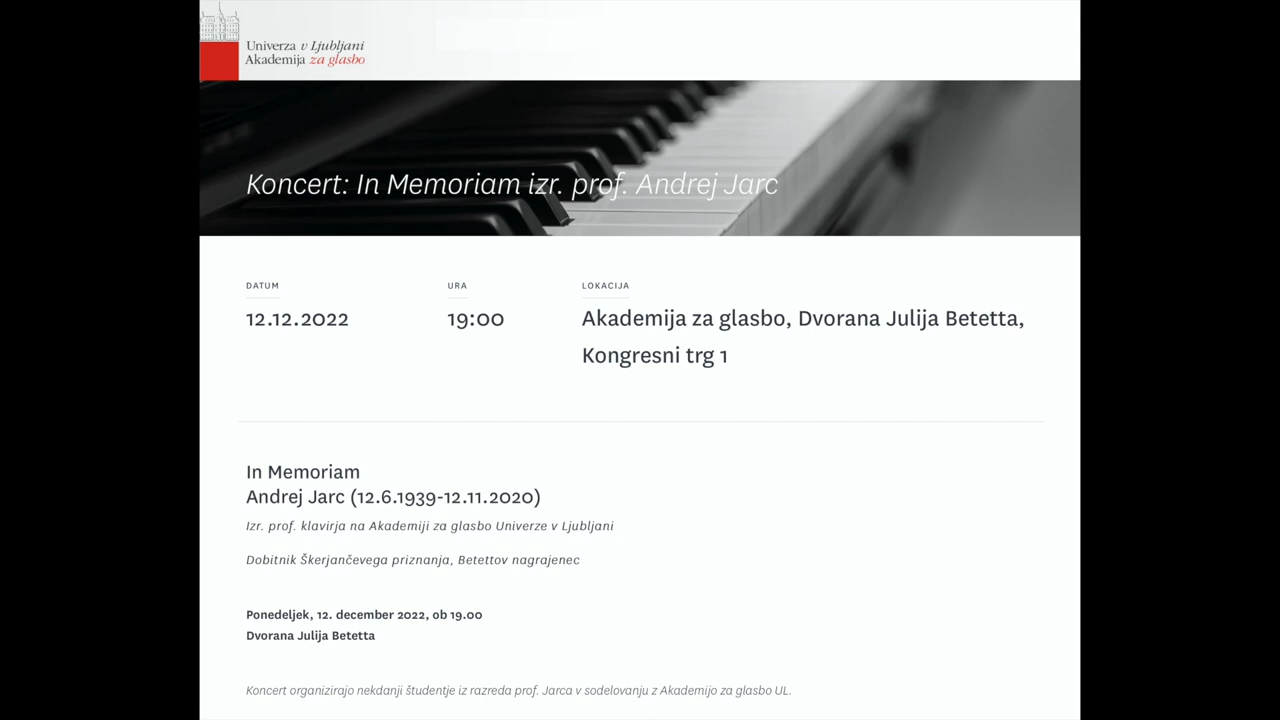 Univerza v Ljubljani
Akademija za glasbo
Koncert: In Memoriam izr. prof. Andrej Jarc
DATUM
12.12.2022
URA
19:00
LOKACIJA
Akademija za glasbo, Dvorana Julija Betetta,
Kongresni trg 1
In Memoriam
Andrej Jarc (12.6.1939-12.11.2020)
Izr. prof. klavirja na Akademiji za glasbo Univerze v Ljubljani
Dobitnik Škerjančevega priznanja, Betettov nagrajenec
Ponedeljek, 12. december 2022, ob 19.00
Dvorana Julija Betetta
Koncert organizirajo nekdanji študentje iz razreda prof. Jarca v sodelovanju z Akademijo za glasbo UL.